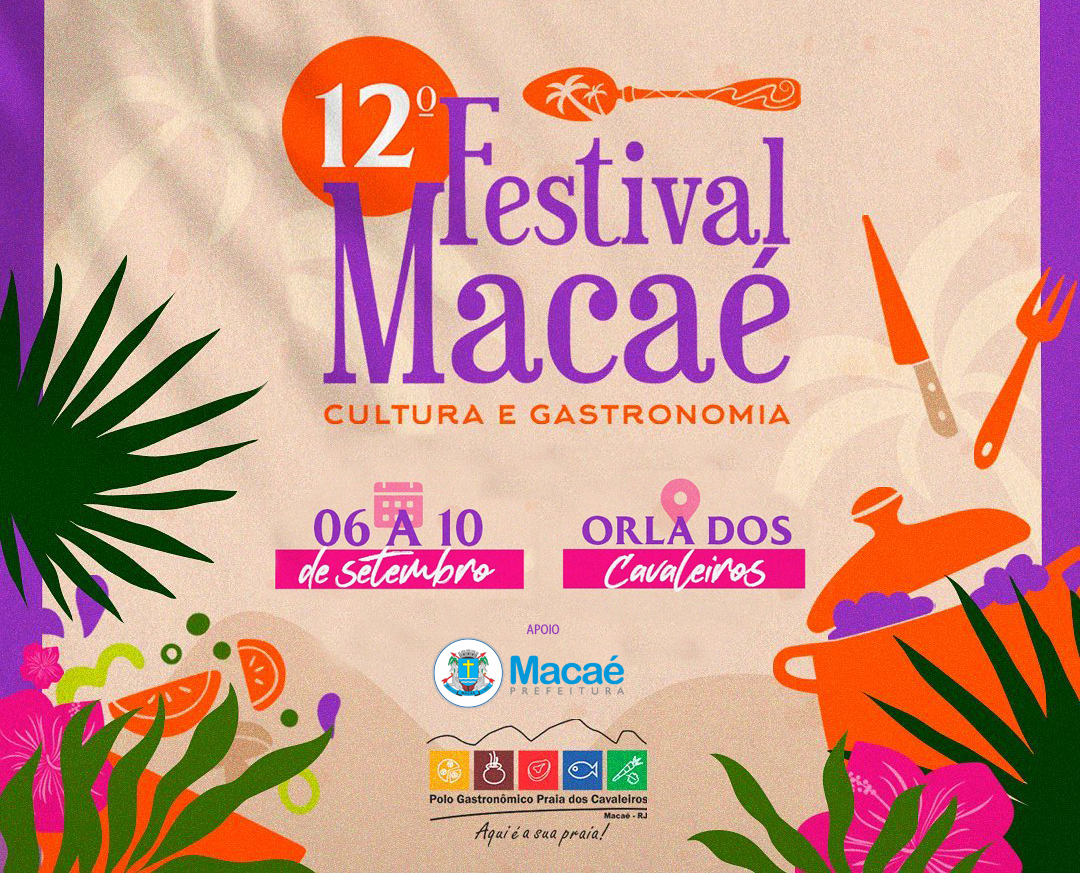 12º
Festival
Macaé
CULTURA E GASTRONOMIA
06 A 10
de setembro
ORLA DOS
Cavaleiros
APOIO
Macaé
PREFEITURA
Polo Gastronômico Praia dos Cavaleiros
Macaé - RJ
Aqui é a sua praia!